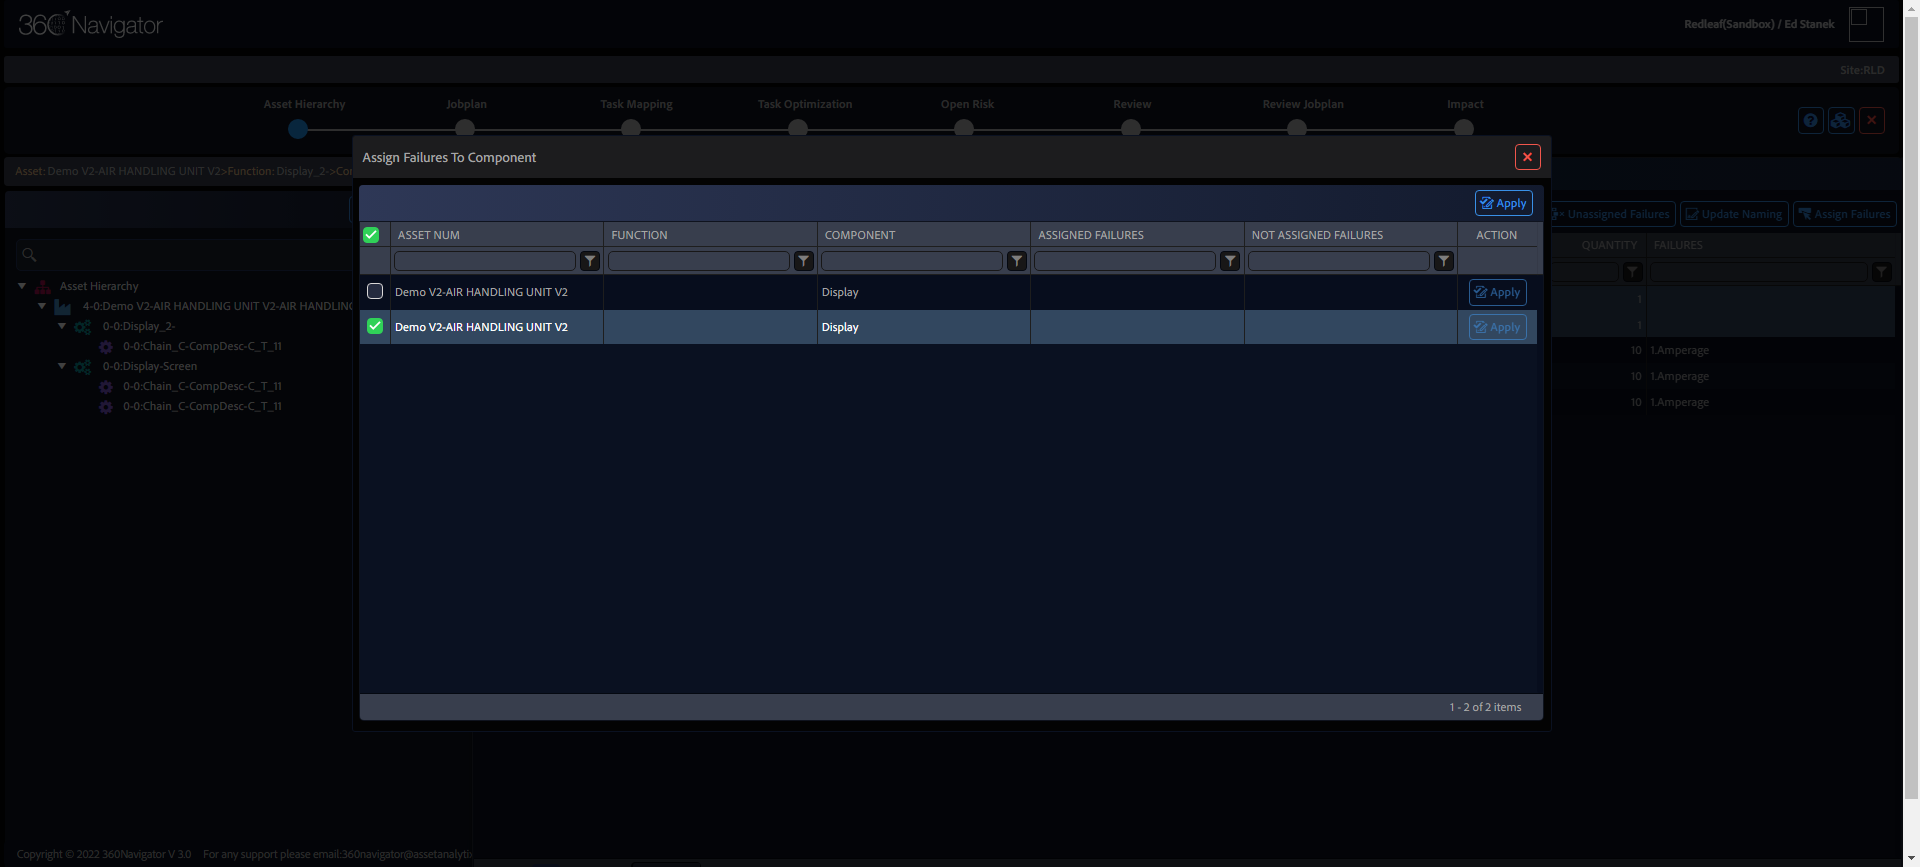 360 Navigator
Redleaf(Sandbox) / Ed Stanek
Site:RLD
Asset Hierarchy
Jobplan
Task Mapping
Task Optimization
Open Risk
Review
Review Jobplan
Impact
Asset: Demo V2-AIR HANDLING UNIT V2>Function: Display_2->Co
Assign Failures To Component
Apply
Unassigned Failures
Update Naming
Assign Failures
ASSET NUM FUNCTION COMPONENT ASSIGNED FAILURES NOT ASSIGNED FAILURES ACTION
Demo V2-AIR HANDLING UNIT V2 Display Apply
Demo V2-AIR HANDLING UNIT V2 Display Apply
1 - 2 of 2 items
QUANTITY FAILURES
1
1
10 1.Amperage
10 1.Amperage
10 1.Amperage
Asset Hierarchy
4-0:Demo V2-AIR HANDLING UNIT V2-AIR HANDLING
0-0:Display_2-
0-0:Chain_C-CompDesc-C_T_11
0-0:Display-Screen
0-0:Chain_C-CompDesc-C_T_11
0-0:Chain_C-CompDesc-C_T_11
Copyright © 2022 360Navigator V 3.0 For any support please email:360navigator@assetanalyti